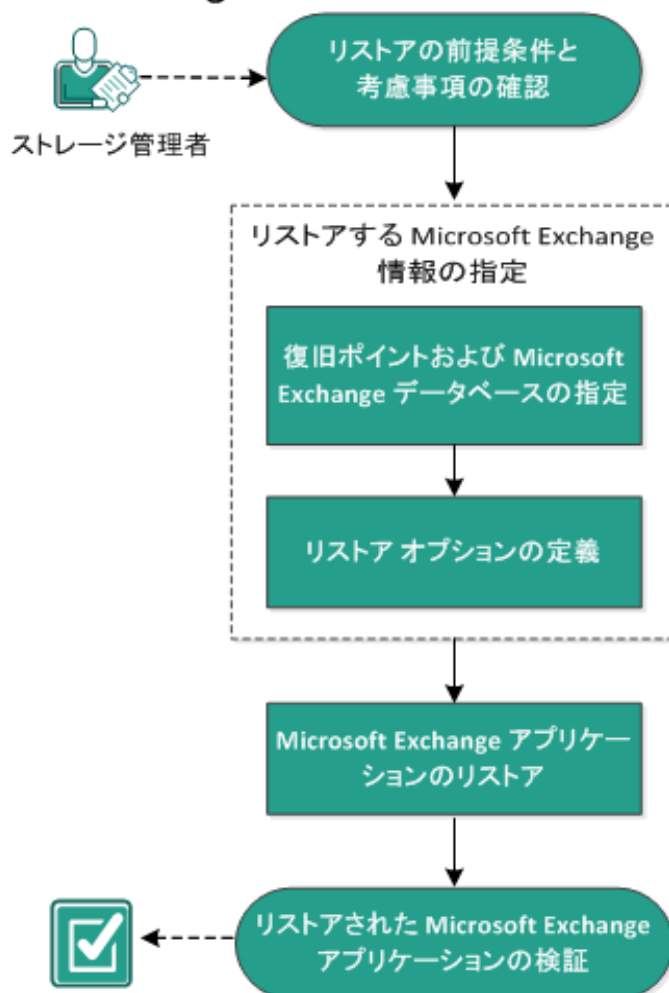 リストアの前提条件と
考慮事項の確認
ストレージ管理者
リストアする Microsoft Exchange
情報の指定
復旧ポイントおよび Microsoft
Exchange データベースの指定
リストア オプションの定義
Microsoft Exchange アプリケー
ションのリストア
リストアされた Microsoft Exchange
アプリケーションの検証